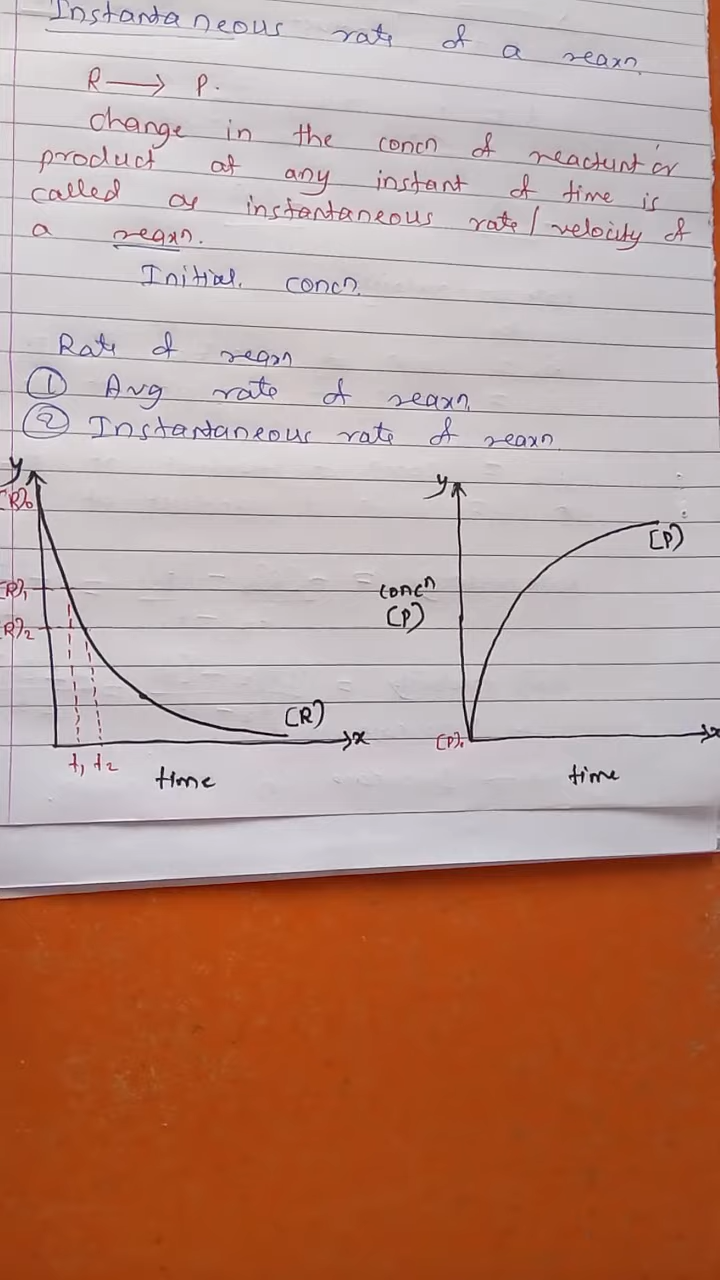 Instantaneous rate of a reaxn.
R → P.
Change in the concn of reactant or
product at any instant of time is
called as instantaneous rate/velocity of
a reaxn.
Initial concn.
Rate of reaxn
① Avg rate of reaxn.
② Instantaneous rate of reaxn.
y
[R]₀
[R]₁
[R]₂
[R]
x
t₁ t₂
time
y
[P]
concⁿ
[P]
[P]₀
x
time